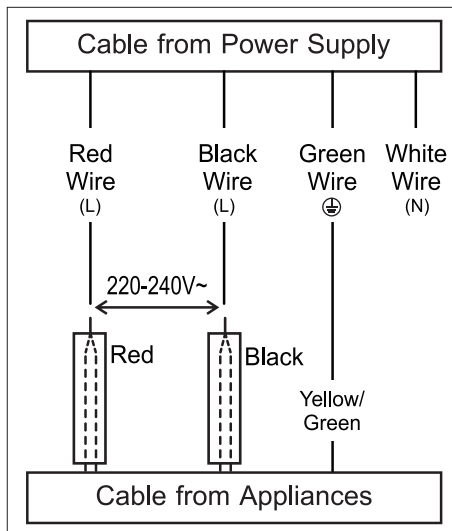 Cable from Power Supply
Red
Wire
(L)
Black
Wire
(L)
Green
Wire
White
Wire
(N)
220-240V~
Red
Black
Yellow/
Green
Cable from Appliances